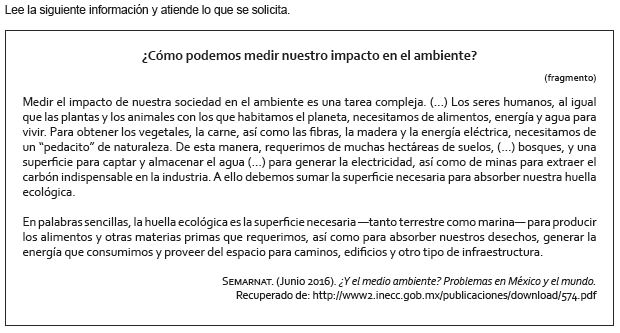 Lee la siguiente información y atiende lo que se solicita.
¿Cómo podemos medir nuestro impacto en el ambiente?
(fragmento)
Medir el impacto de nuestra sociedad en el ambiente es una tarea compleja. (...) Los seres humanos, al igual
que las plantas y los animales con los que habitamos el planeta, necesitamos de alimentos, energía y agua para
vivir. Para obtener los vegetales, la carne, así como las fibras, la madera y la energía eléctrica, necesitamos de
un “pedacito” de naturaleza. De esta manera, requerimos de muchas hectáreas de suelos, (...) bosques, y una
superficie para captar y almacenar el agua (...) para generar la electricidad, así como de minas para extraer el
carbón indispensable en la industria. A ello debemos sumar la superficie necesaria para absorber nuestra huella
ecológica.
En palabras sencillas, la huella ecológica es la superficie necesaria —tanto terrestre como marina— para producir
los alimentos y otras materias primas que requerimos, así como para absorber nuestros desechos, generar la
energía que consumimos y proveer del espacio para caminos, edificios y otro tipo de infraestructura.
SEMARNAT. (Junio 2016). ¿Y el medio ambiente? Problemas en México y el mundo.
Recuperado de: http://www2.inecc.gob.mx/publicaciones/download/574.pdf